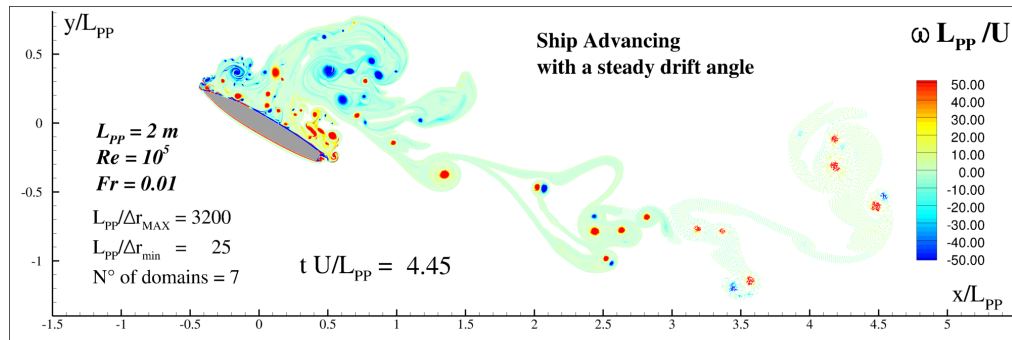 y/L_PP
Ship Advancing
with a steady drift angle
ω L_PP /U
50.00
40.00
30.00
20.00
10.00
0.00
-10.00
-20.00
-30.00
-40.00
-50.00
0.5
0
-0.5
-1
L_PP = 2 m
Re = 10^5
Fr = 0.01
L_PP/Δr_MAX = 3200
L_PP/Δr_min = 25
N° of domains = 7
t U/L_PP = 4.45
x/L_PP
-1.5 -1 -0.5 0 0.5 1 1.5 2 2.5 3 3.5 4 4.5 5